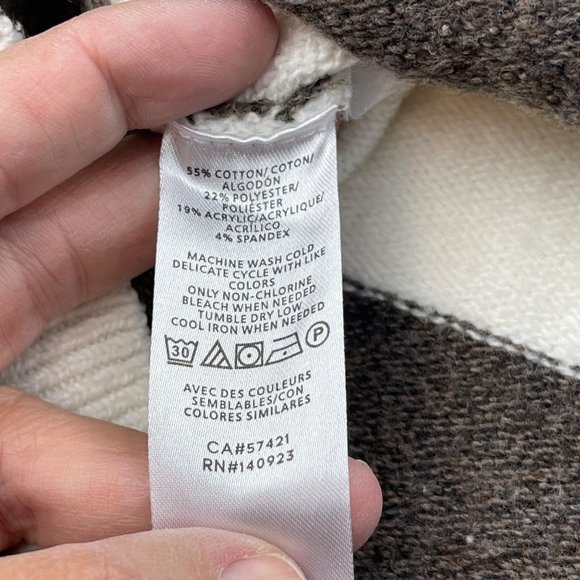 55% COTTON/ COTON/
ALGODÓN
22% POLYESTER/
POLIÉSTER
19% ACRYLIC/ACRYLIQUE/
ACRÍLICO
4% SPANDEX
MACHINE WASH COLD
DELICATE CYCLE WITH LIKE
COLORS
ONLY NON-CHLORINE
BLEACH WHEN NEEDED
TUMBLE DRY LOW
COOL IRON WHEN NEEDED
30 P
AVEC DES COULEURS
SEMBLABLES/CON
COLORES SIMILARES
CA#57421
RN#140923